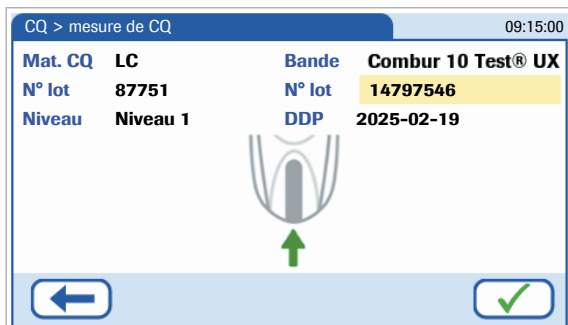 CQ > mesure de CQ 09:15:00
Mat. CQ LC Bande Combur 10 Test® UX
N° lot 87751 N° lot 14797546
Niveau Niveau 1 DDP 2025-02-19